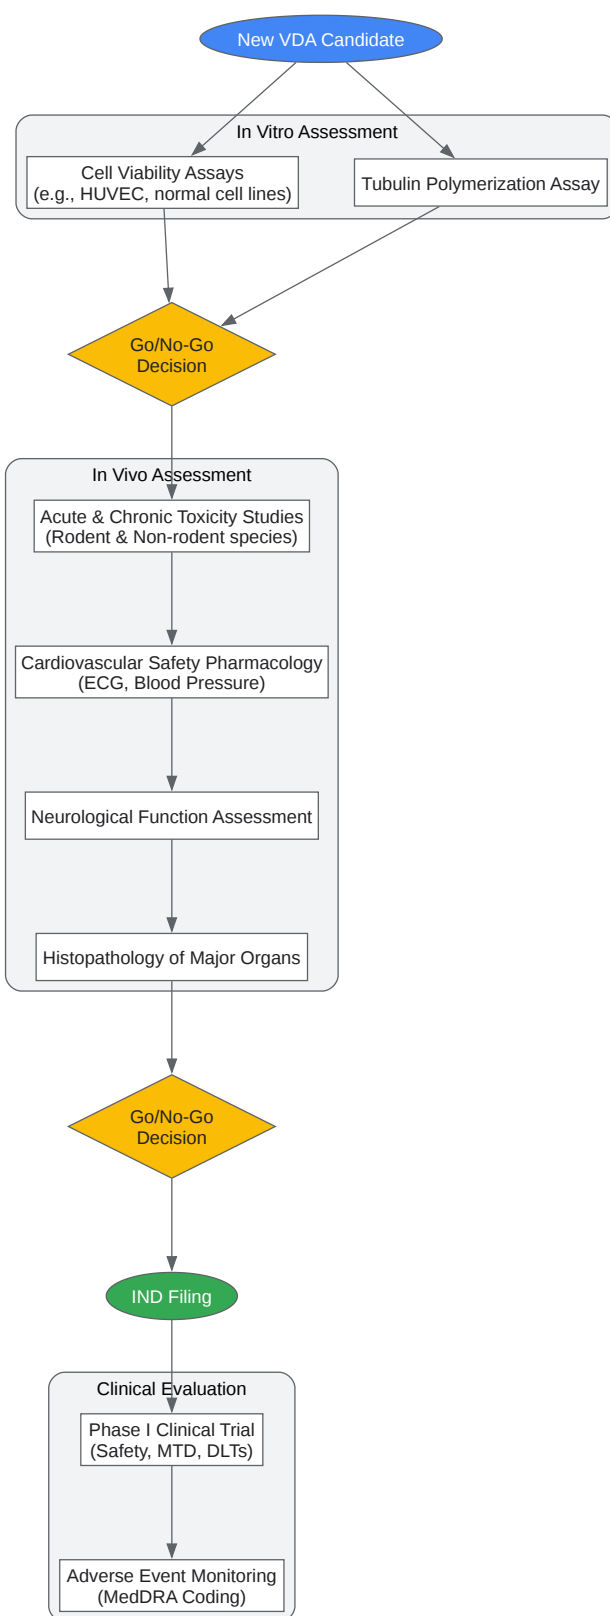 New VDA Candidate
In Vitro Assessment
Cell Viability Assays
(e.g., HUVEC, normal cell lines)
Tubulin Polymerization Assay
Go/No-Go
Decision
In Vivo Assessment
Acute & Chronic Toxicity Studies
(Rodent & Non-rodent species)
Cardiovascular Safety Pharmacology
(ECG, Blood Pressure)
Neurological Function Assessment
Histopathology of Major Organs
Go/No-Go
Decision
IND Filing
Clinical Evaluation
Phase I Clinical Trial
(Safety, MTD, DLTs)
Adverse Event Monitoring
(MedDRA Coding)